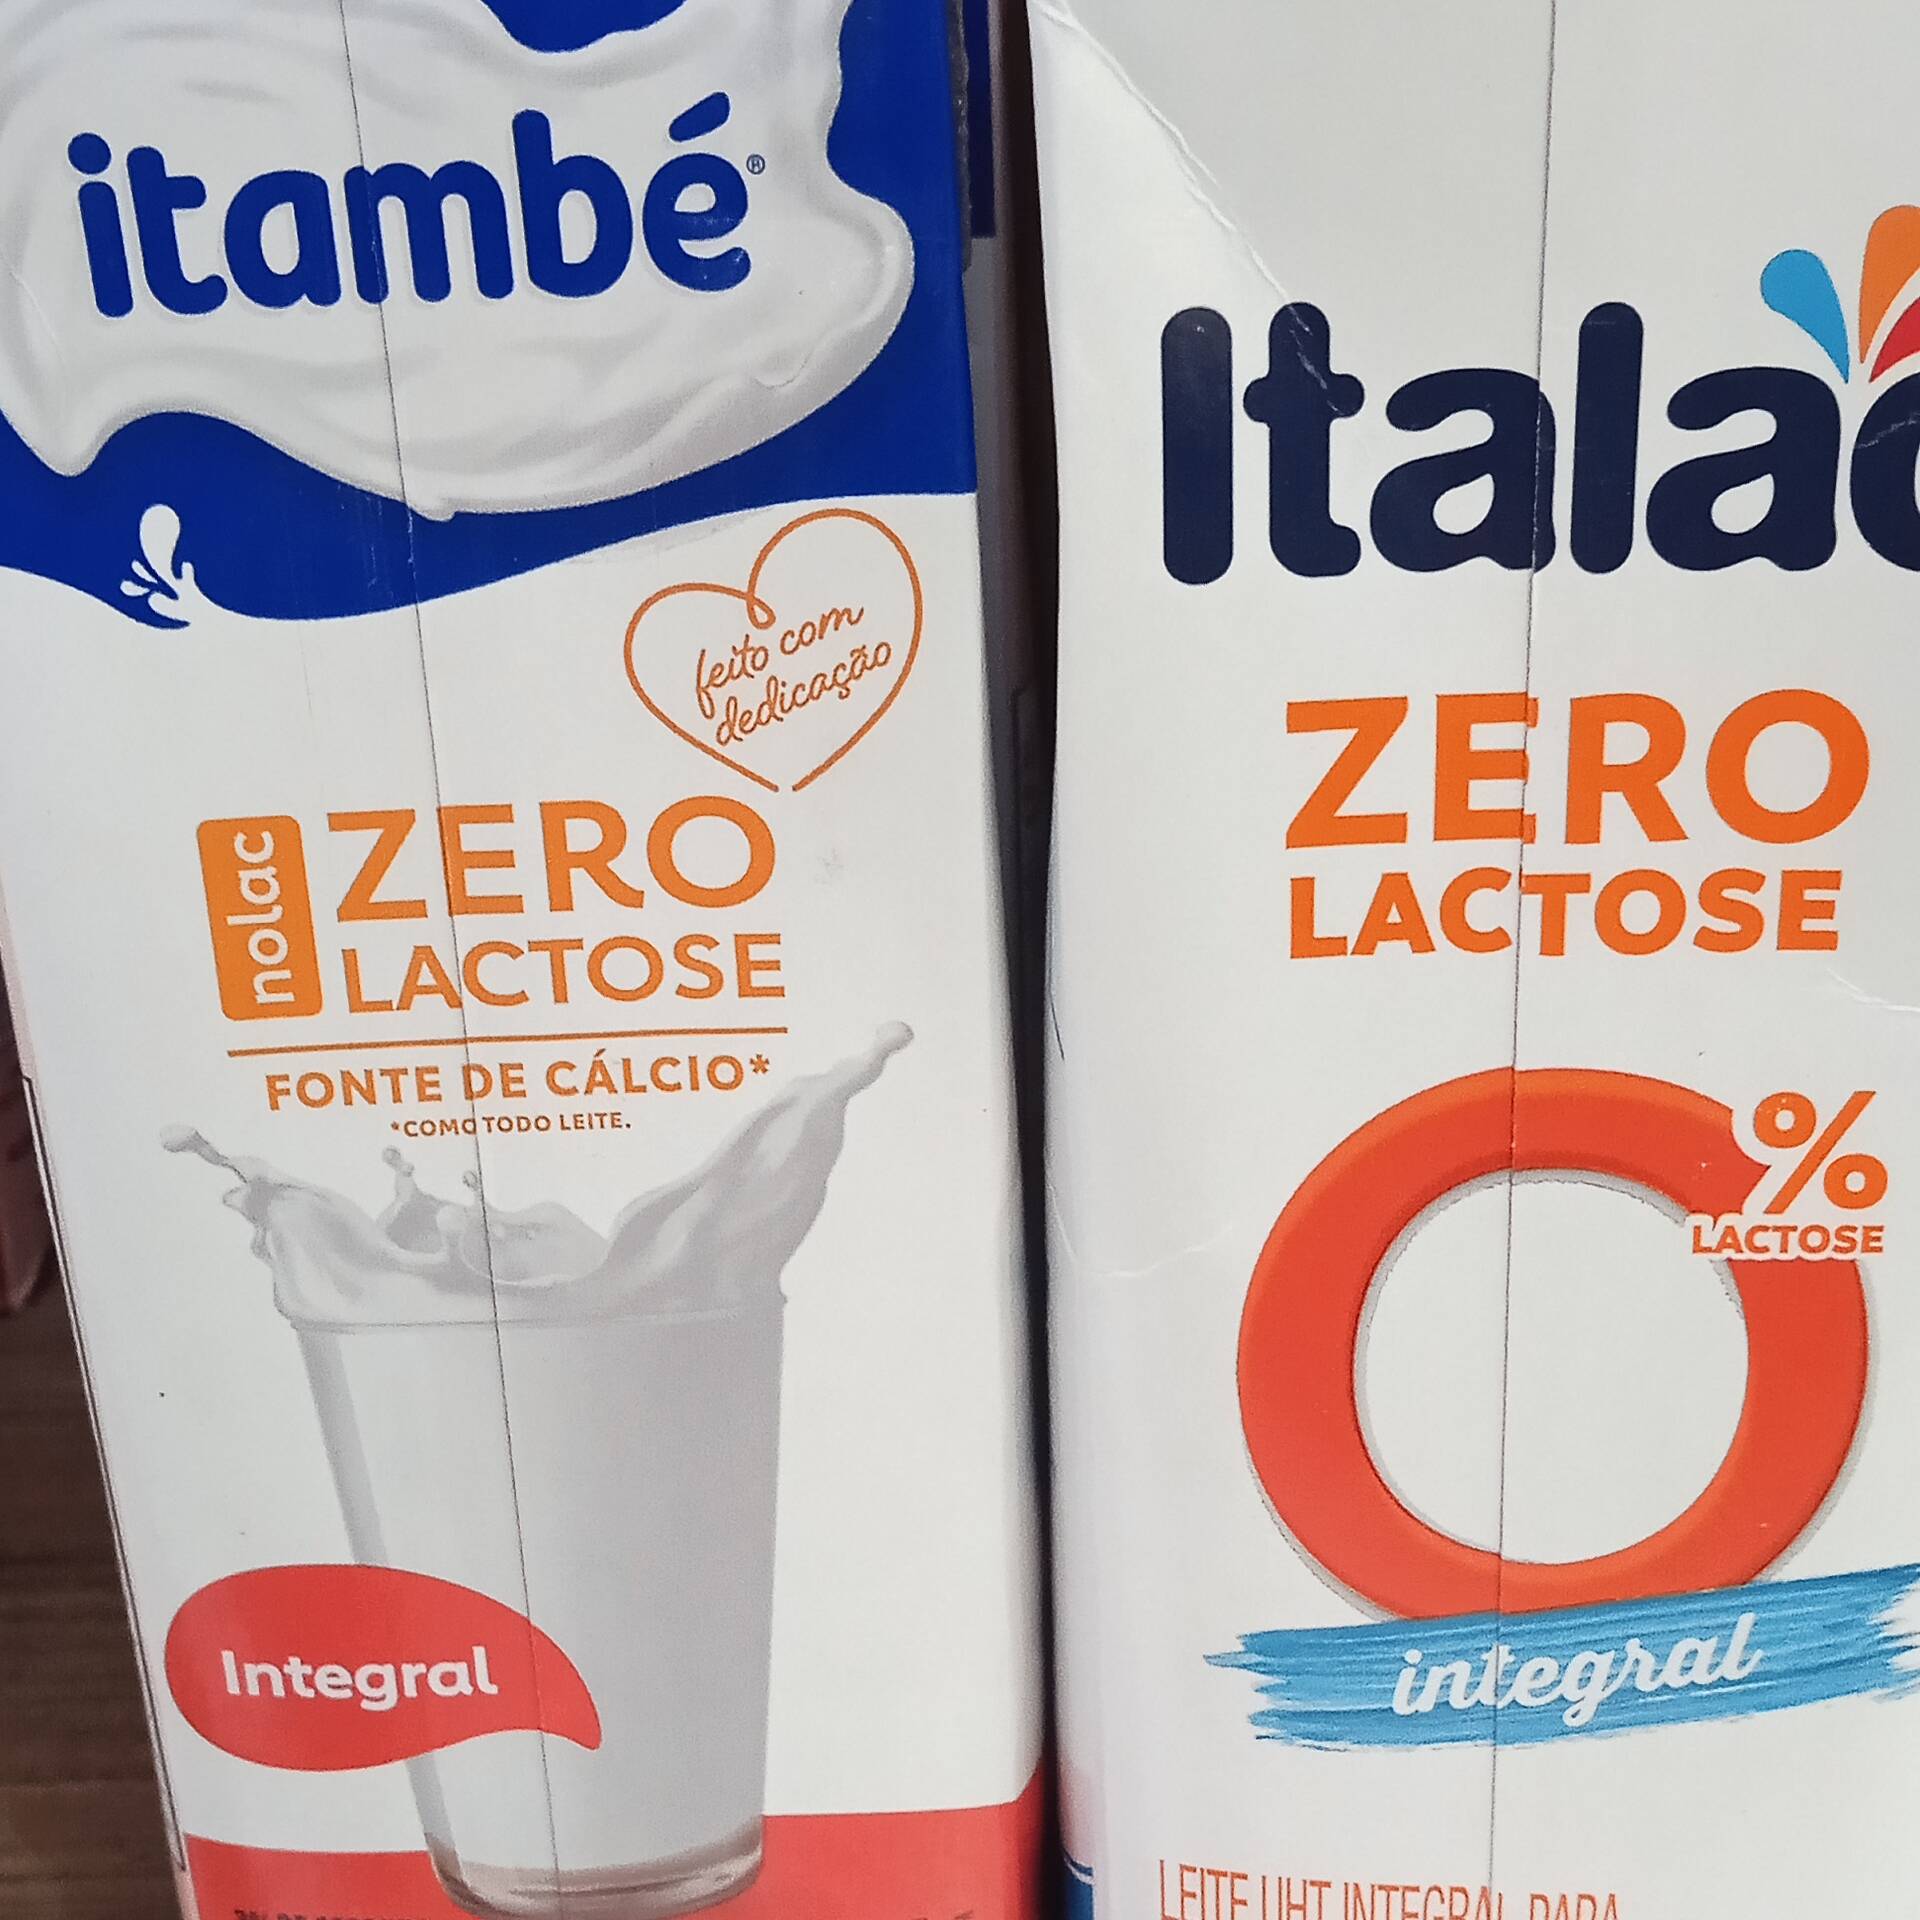 itambé®
feito com
dedicação
nolac
ZERO
LACTOSE
FONTE DE CÁLCIO*
*COMO TODO LEITE.
Integral
Italac
ZERO
LACTOSE
0%
LACTOSE
integral
LEITE UHT INTEGRAL PARA